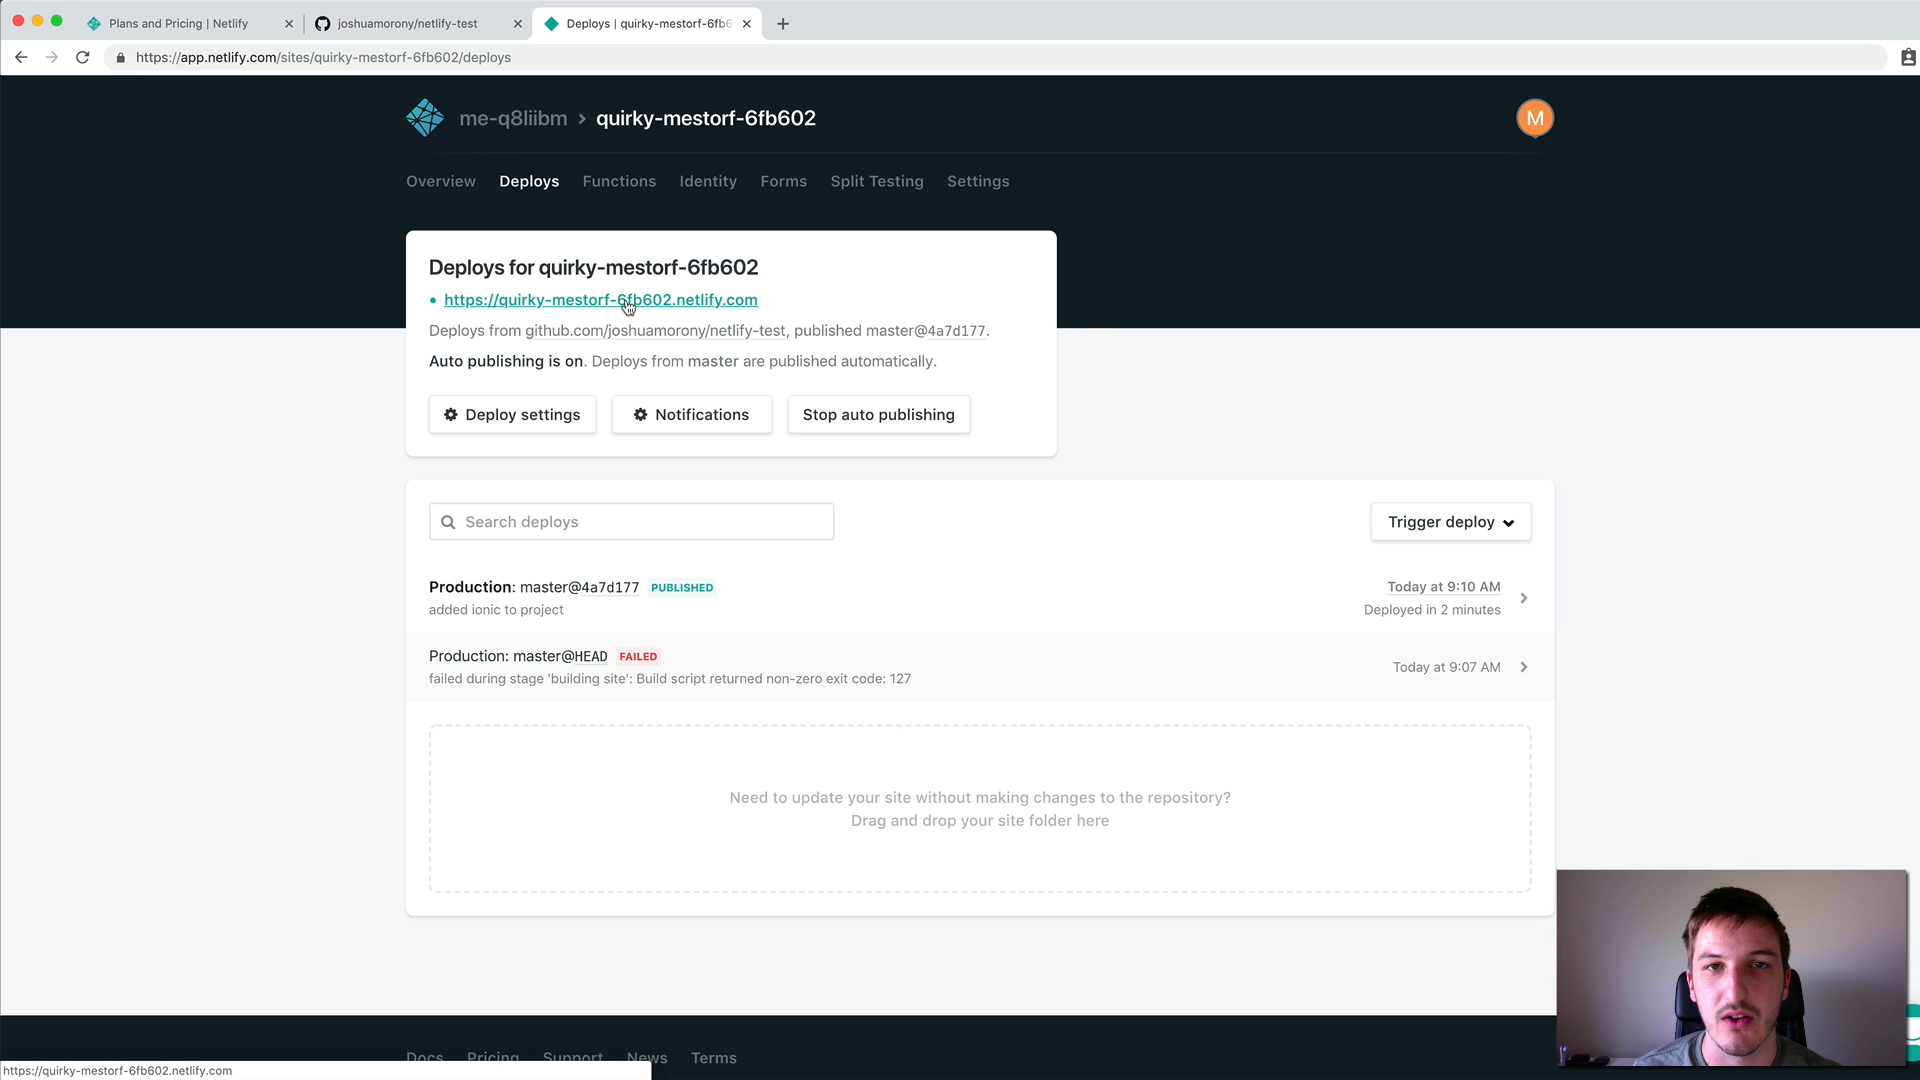 Plans and Pricing | Netlify
joshuamorony/netlify-test
Deploys | quirky-mestorf-6fb6
https://app.netlify.com/sites/quirky-mestorf-6fb602/deploys
me-q8liibm > quirky-mestorf-6fb602
M
Overview Deploys Functions Identity Forms Split Testing Settings
Deploys for quirky-mestorf-6fb602
• https://quirky-mestorf-6fb602.netlify.com
Deploys from github.com/joshuamorony/netlify-test, published master@4a7d177.
Auto publishing is on. Deploys from master are published automatically.
Deploy settings Notifications Stop auto publishing
Search deploys
Trigger deploy
Production: master@4a7d177 PUBLISHED
added ionic to project
Today at 9:10 AM
Deployed in 2 minutes
Production: master@HEAD FAILED
failed during stage 'building site': Build script returned non-zero exit code: 127
Today at 9:07 AM
Need to update your site without making changes to the repository?
Drag and drop your site folder here
Docs Pricing Support News Terms
https://quirky-mestorf-6fb602.netlify.com